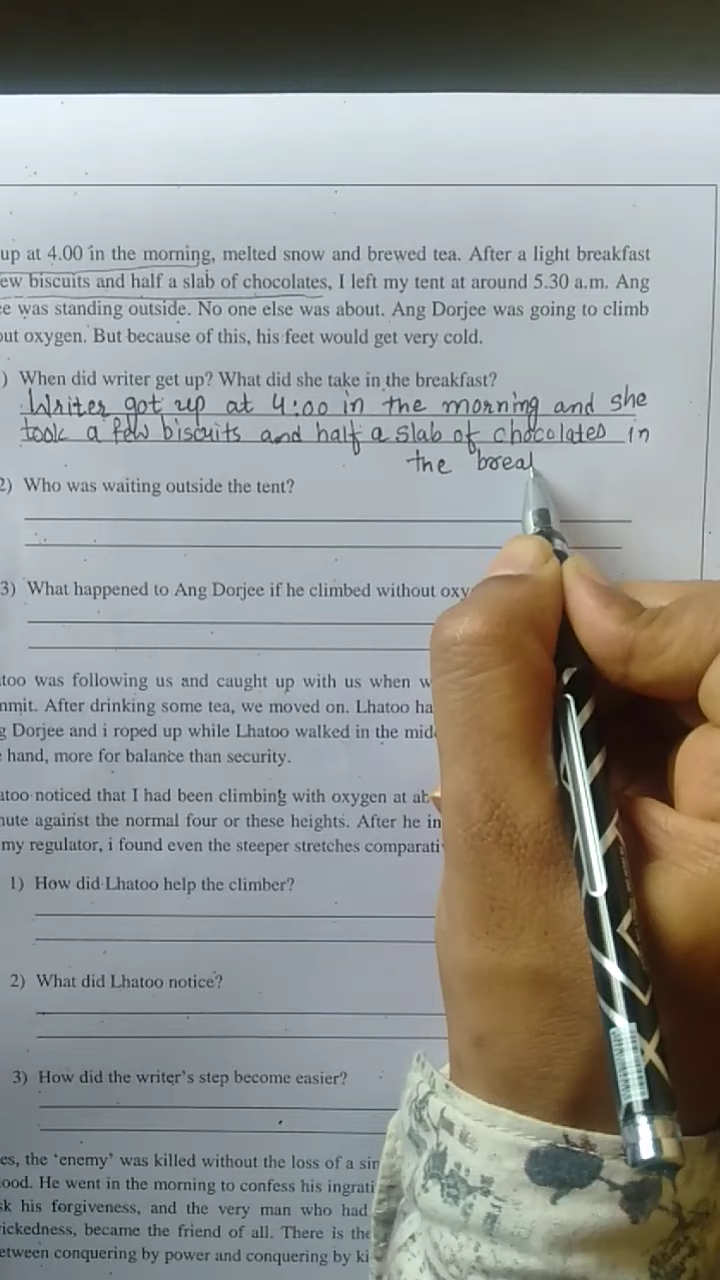 up at 4.00 in the morning, melted snow and brewed tea. After a light breakfast
ew biscuits and half a slab of chocolates, I left my tent at around 5.30 a.m. Ang
e was standing outside. No one else was about. Ang Dorjee was going to climb
out oxygen. But because of this, his feet would get very cold.
) When did writer get up? What did she take in the breakfast?
Writer got up at 4:00 in the morning and she
took a few biscuits and half a slab of chocolates in
the brea
2) Who was waiting outside the tent?
3) What happened to Ang Dorjee if he climbed without oxy
too was following us and caught up with us when w
mmit. After drinking some tea, we moved on. Lhatoo ha
g Dorjee and i roped up while Lhatoo walked in the mid
hand, more for balance than security.
atoo noticed that I had been climbing with oxygen at ab
nute against the normal four or these heights. After he in
my regulator, i found even the steeper stretches comparati
1) How did Lhatoo help the climber?
2) What did Lhatoo notice?
3) How did the writer's step become easier?
es, the 'enemy' was killed without the loss of a sin
ood. He went in the morning to confess his ingrati
sk his forgiveness, and the very man who had
ickedness, became the friend of all. There is the
etween conquering by power and conquering by ki